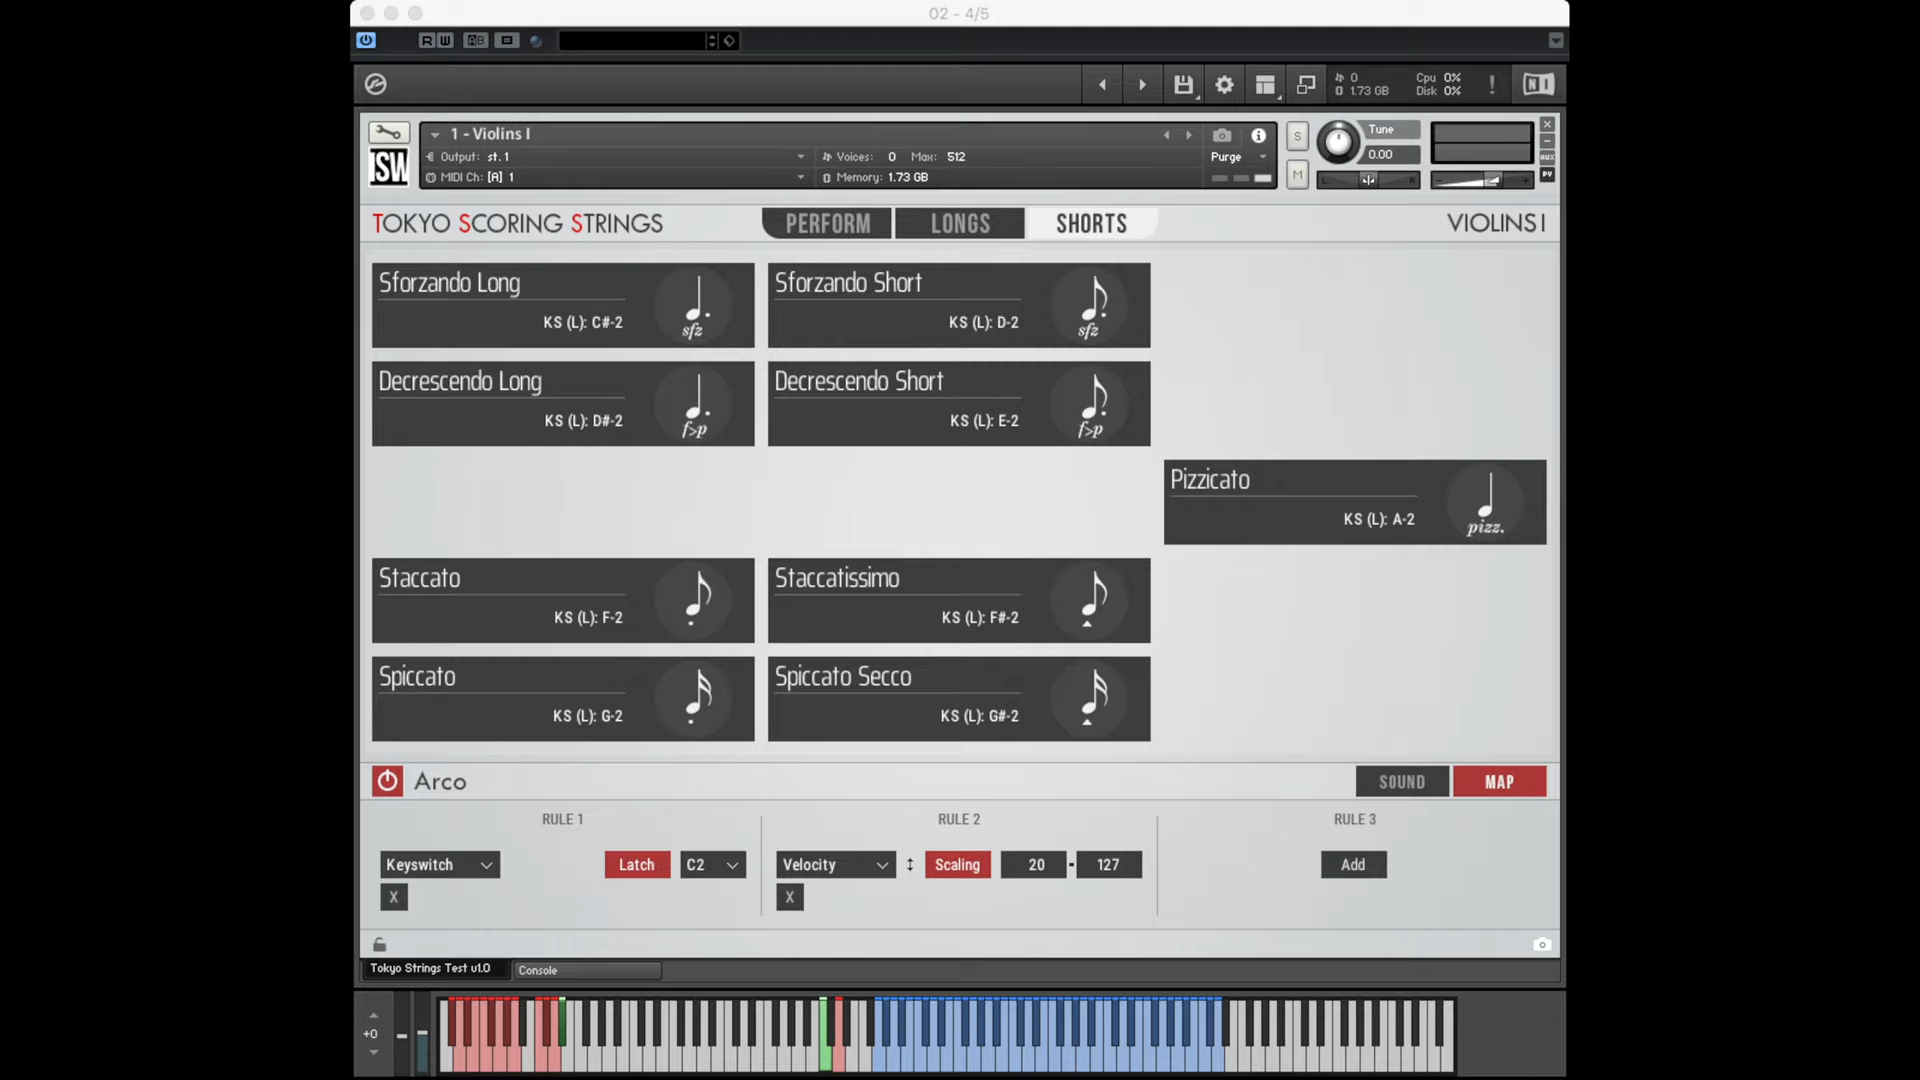 02 - 4/5
R W AB
0 1.73 GB Cpu 0% Disk 0% ! NI
1 - Violins I
S Tune 0.00
Output: st.1 Voices: 0 Max: 512 Purge
MIDI Ch: [A] 1 Memory: 1.73 GB M L R
ISW
AUX
PV
TOKYO SCORING STRINGS PERFORM LONGS SHORTS VIOLINS I
Sforzando Long
KS (L): C#-2
sfz
Sforzando Short
KS (L): D-2
sfz
Decrescendo Long
KS (L): D#-2
f>p
Decrescendo Short
KS (L): E-2
f>p
Pizzicato
KS (L): A-2
pizz.
Staccato
KS (L): F-2
Staccatissimo
KS (L): F#-2
Spiccato
KS (L): G-2
Spiccato Secco
KS (L): G#-2
Arco SOUND MAP
RULE 1 RULE 2 RULE 3
Keyswitch Latch C2 Velocity Scaling 20 - 127 Add
X X
Tokyo Strings Test v1.0 Console
+0